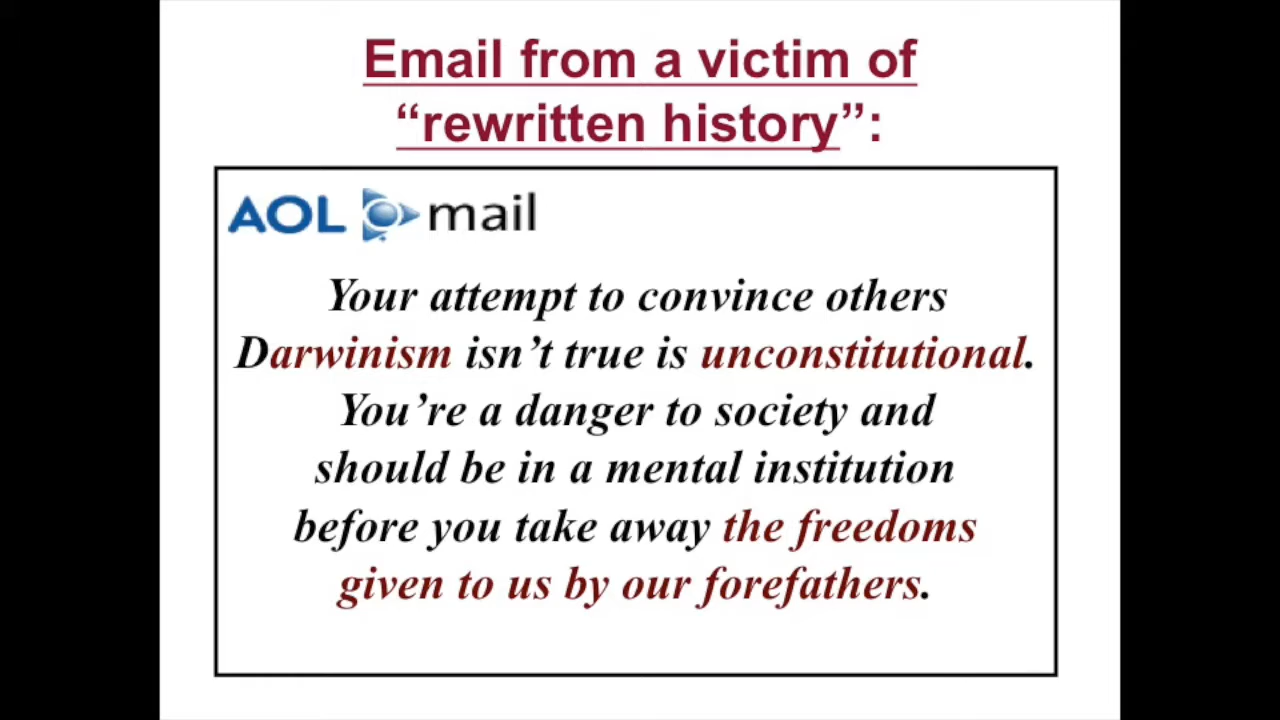 Email from a victim of
“rewritten history”:
AOL mail
Your attempt to convince others
Darwinism isn’t true is unconstitutional.
You’re a danger to society and
should be in a mental institution
before you take away the freedoms
given to us by our forefathers.